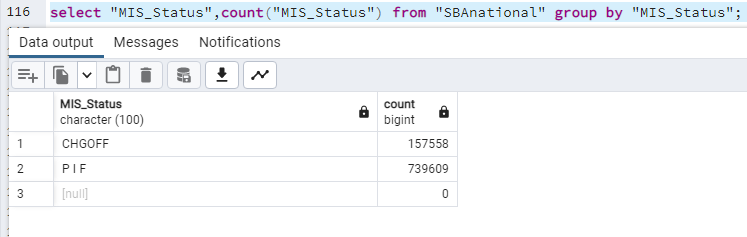 116 select "MIS_Status",count("MIS_Status") from "SBAnational" group by "MIS_Status";
Data output Messages Notifications
MIS_Status count
character (100) bigint
1 CHGOFF 157558
2 P I F 739609
3 [null] 0